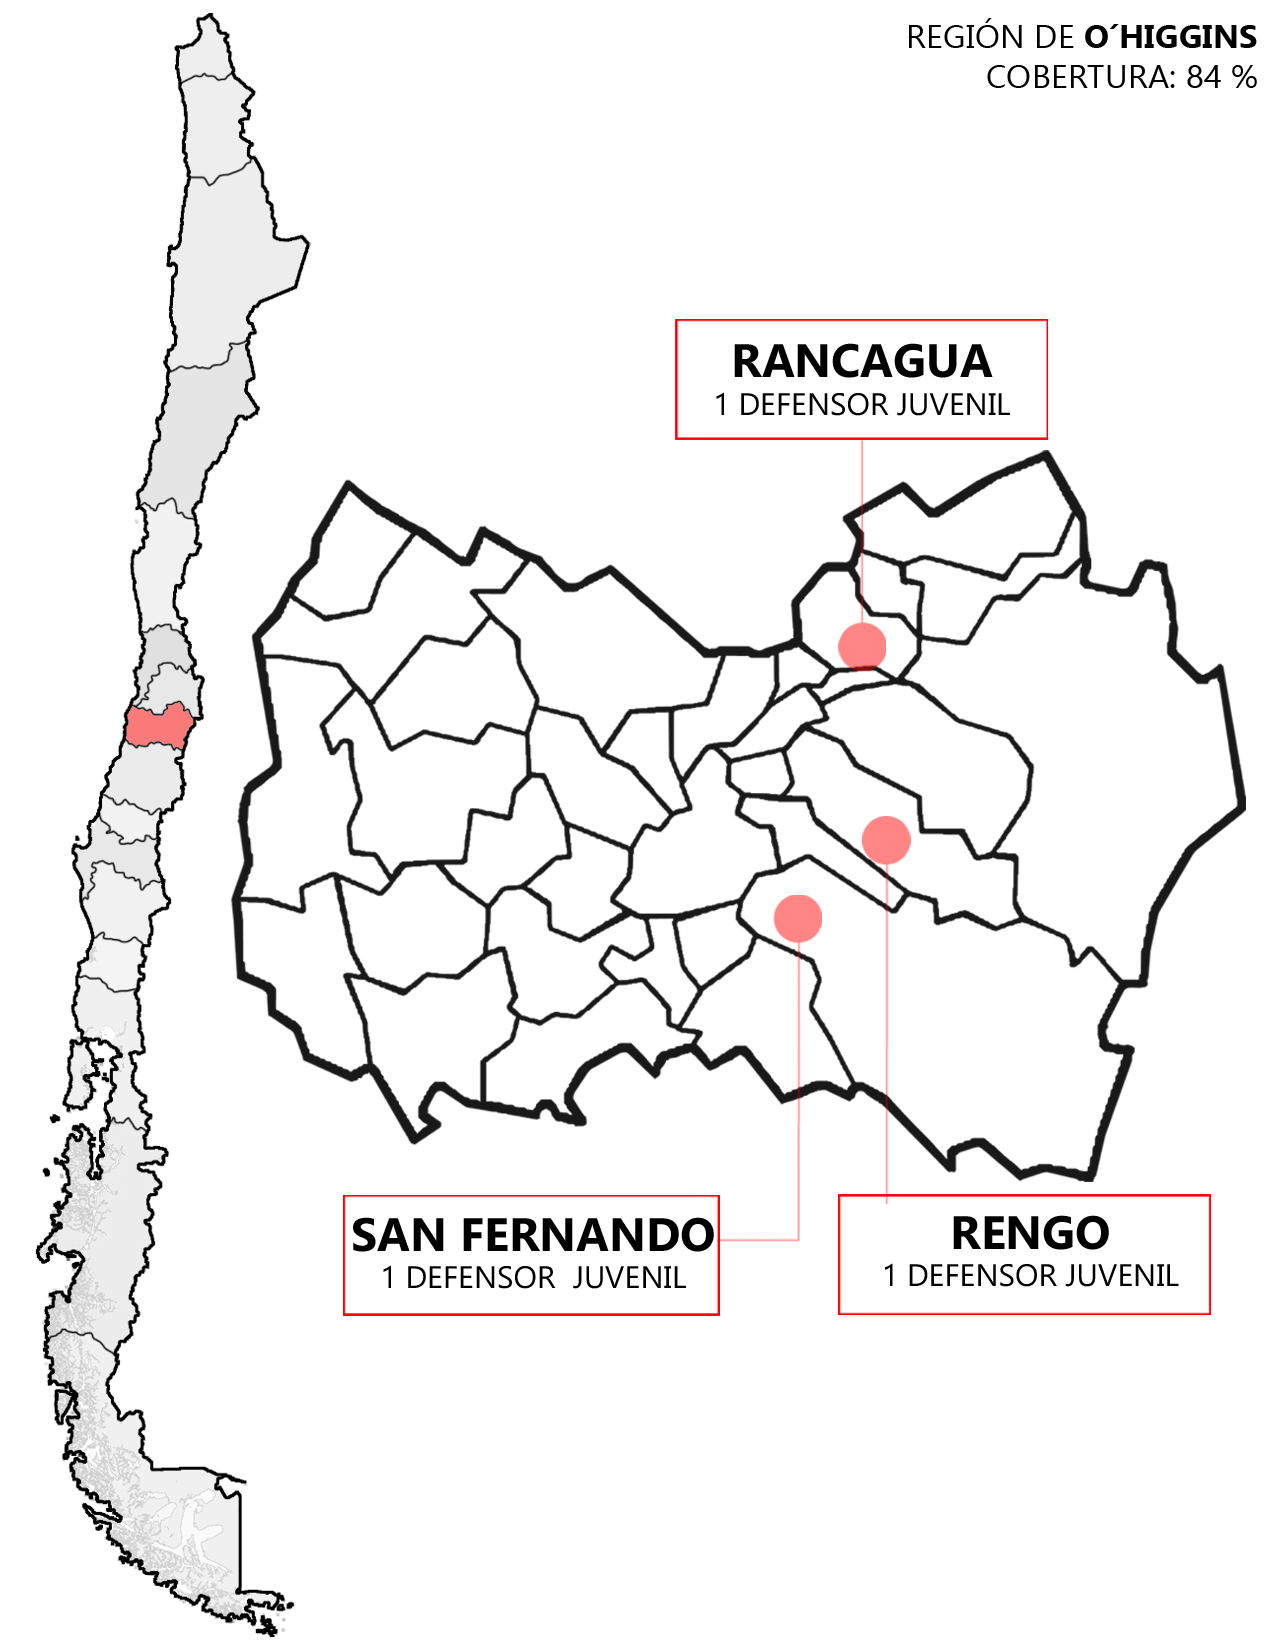 REGIÓN DE O´HIGGINS
COBERTURA: 84 %
RANCAGUA
1 DEFENSOR JUVENIL
SAN FERNANDO
1 DEFENSOR  JUVENIL
RENGO
1 DEFENSOR JUVENIL